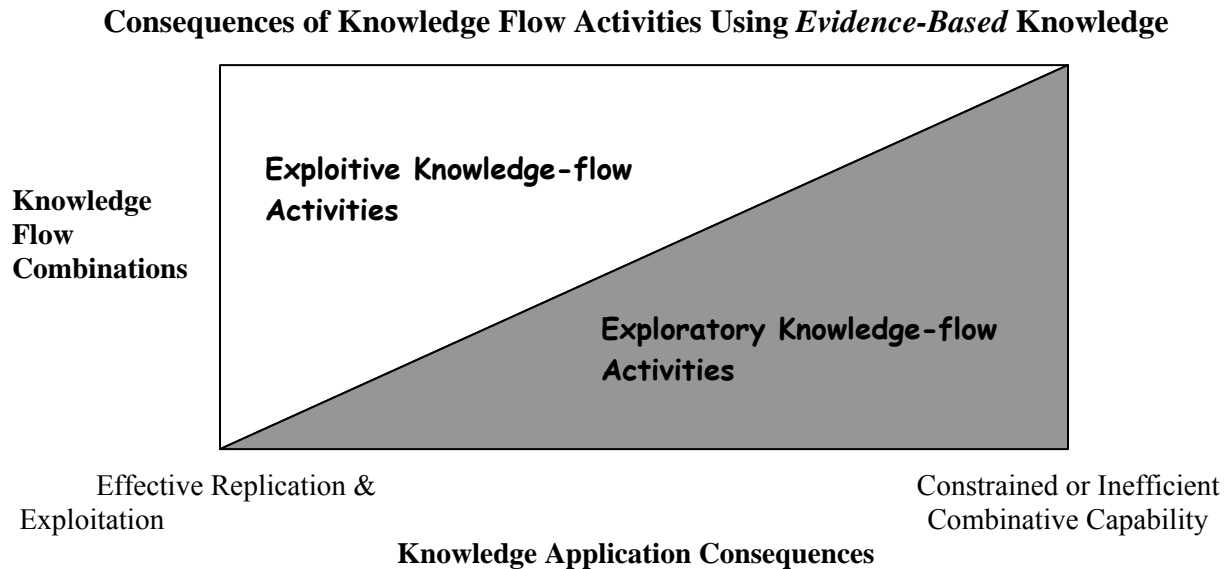 Consequences of Knowledge Flow Activities Using Evidence-Based Knowledge
Exploitive Knowledge-flow
Activities
Knowledge
Flow
Combinations
Exploratory Knowledge-flow
Activities
Effective Replication &
Exploitation
Constrained or Inefficient
Combinative Capability
Knowledge Application Consequences